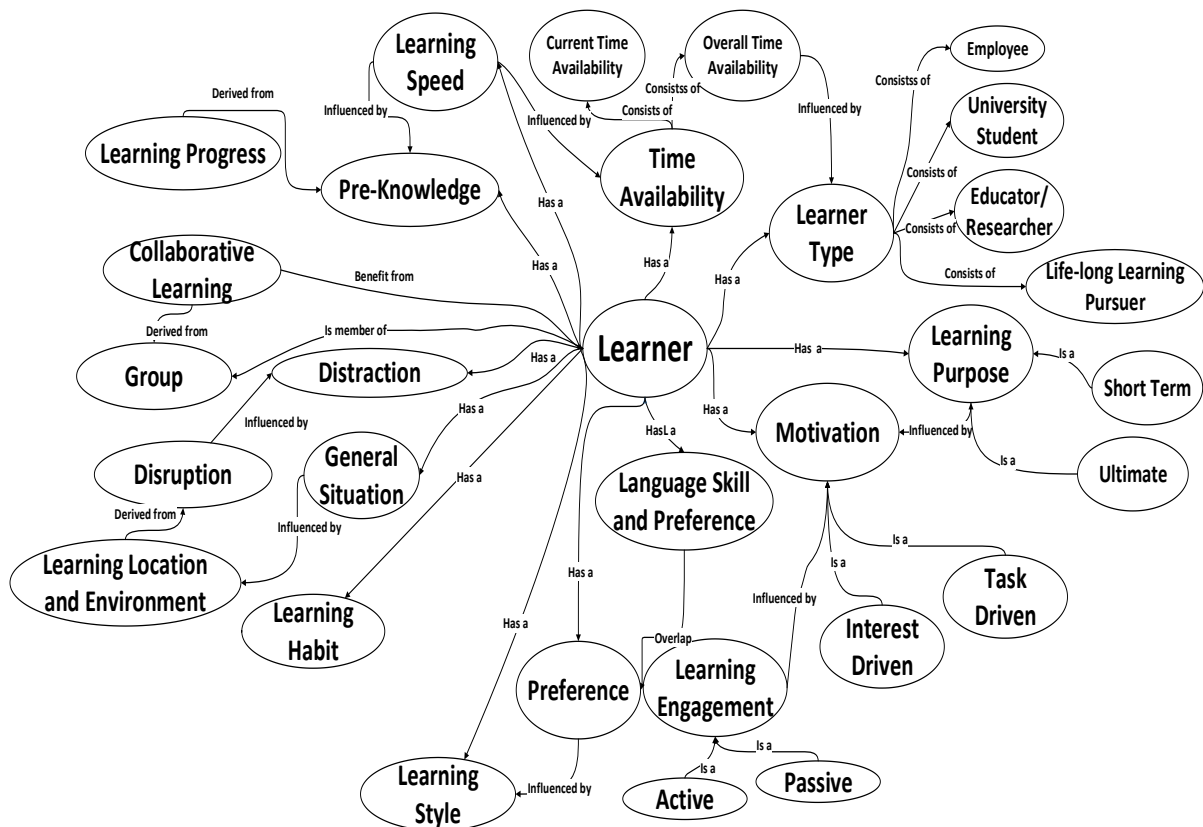 Learning
Speed
Current Time
Availability
Overall Time
Availability
Employee
Consistss of
Derived from
Influenced by
Consists of
Consistss of
Influenced by
Influenced by
University
Student
Learning Progress
Pre-Knowledge
Time
Availability
Consists of
Educator/
Researcher
Consists of
Learner
Type
Has a
Has a
Has a
Has a
Collaborative
Learning
Benefit from
Consists of
Life-long Learning
Pursuer
Derived from
Is member of
Group
Has a
Distraction
Learner
Has a
Learning
Purpose
Is a
Short Term
Influenced by
Has a
Has a
Motivation
Influenced by
HasL a
Is a
Ultimate
Disruption
General
Situation
Has a
Language Skill
and Preference
Derived from
Influenced by
Learning Location
and Environment
Is a
Is a
Has a
Influenced by
Task
Driven
Learning
Habit
Has a
Interest
Driven
Overlap
Preference
Learning
Engagement
Is a
Is a
Influenced by
Learning
Style
Active
Passive